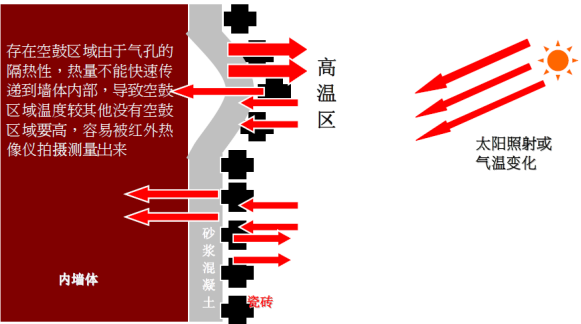 存在空鼓区域由于气孔的
隔热性，热量不能快速传
递到墙体内部，导致空鼓
区域温度较其他没有空鼓
区域要高，容易被红外热
像仪拍摄测量出来
高温区
太阳照射或
气温变化
砂浆混凝土
内墙体
瓷砖